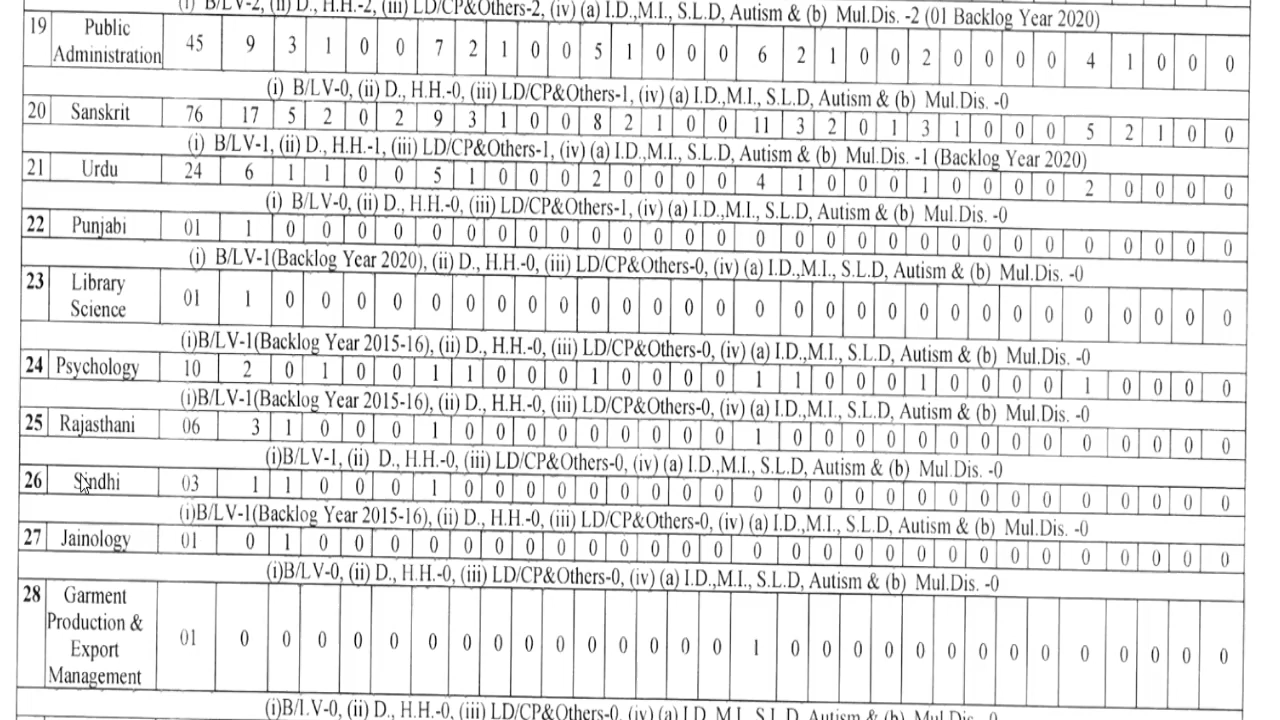 (i) B/LV-2, (ii) D., H.H.-2, (iii) LD/CP&Others-2, (iv) (a) I.D.,M.I., S.L.D, Autism & (b) Mul.Dis. -2 (01 Backlog Year 2020)
19 Public Administration 45 9 3 1 0 0 7 2 1 0 0 5 1 0 0 0 6 2 1 0 0 2 0 0 0 0 4 1 0 0 0
(i) B/LV-0, (ii) D., H.H.-0, (iii) LD/CP&Others-1, (iv) (a) I.D.,M.I., S.L.D, Autism & (b) Mul.Dis. -0
20 Sanskrit 76 17 5 2 0 2 9 3 1 0 0 8 2 1 0 0 11 3 2 0 1 3 1 0 0 0 5 2 1 0 0
(i) B/LV-1, (ii) D., H.H.-1, (iii) LD/CP&Others-1, (iv) (a) I.D.,M.I., S.L.D, Autism & (b) Mul.Dis. -1 (Backlog Year 2020)
21 Urdu 24 6 1 1 0 0 5 1 0 0 0 2 0 0 0 0 4 1 0 0 0 1 0 0 0 0 2 0 0 0 0
(i) B/LV-0, (ii) D., H.H.-0, (iii) LD/CP&Others-1, (iv) (a) I.D.,M.I., S.L.D, Autism & (b) Mul.Dis. -0
22 Punjabi 01 1 0 0 0 0 0 0 0 0 0 0 0 0 0 0 0 0 0 0 0 0 0 0 0 0 0 0 0 0 0
(i) B/LV-1(Backlog Year 2020), (ii) D., H.H.-0, (iii) LD/CP&Others-0, (iv) (a) I.D.,M.I., S.L.D, Autism & (b) Mul.Dis. -0
23 Library Science 01 1 0 0 0 0 0 0 0 0 0 0 0 0 0 0 0 0 0 0 0 0 0 0 0 0 0 0 0 0 0
(i)B/LV-1(Backlog Year 2015-16), (ii) D., H.H.-0, (iii) LD/CP&Others-0, (iv) (a) I.D.,M.I., S.L.D, Autism & (b) Mul.Dis. -0
24 Psychology 10 2 0 1 0 0 1 1 0 0 0 1 0 0 0 0 1 1 0 0 0 1 0 0 0 0 1 0 0 0 0
(i)B/LV-1(Backlog Year 2015-16), (ii) D., H.H.-0, (iii) LD/CP&Others-0, (iv) (a) I.D.,M.I., S.L.D, Autism & (b) Mul.Dis. -0
25 Rajasthani 06 3 1 0 0 0 1 0 0 0 0 0 0 0 0 0 1 0 0 0 0 0 0 0 0 0 0 0 0 0 0
(i)B/LV-1, (ii) D., H.H.-0, (iii) LD/CP&Others-0, (iv) (a) I.D.,M.I., S.L.D, Autism & (b) Mul.Dis. -0
26 Sindhi 03 1 1 0 0 0 1 0 0 0 0 0 0 0 0 0 0 0 0 0 0 0 0 0 0 0 0 0 0 0 0
(i)B/LV-1(Backlog Year 2015-16), (ii) D., H.H.-0, (iii) LD/CP&Others-0, (iv) (a) I.D.,M.I., S.L.D, Autism & (b) Mul.Dis. -0
27 Jainology 01 0 1 0 0 0 0 0 0 0 0 0 0 0 0 0 0 0 0 0 0 0 0 0 0 0 0 0 0 0 0
(i)B/LV-0, (ii) D., H.H.-0, (iii) LD/CP&Others-0, (iv) (a) I.D.,M.I., S.L.D, Autism & (b) Mul.Dis. -0
28 Garment Production & Export Management 01 0 0 0 0 0 0 0 0 0 0 0 0 0 0 0 1 0 0 0 0 0 0 0 0 0 0 0 0 0 0
(i)B/LV-0, (ii) D., H.H.-0, (iii) LD/CP&Others-0, (iv) (a) I.D., M.I., S.L.D, Autism & (b) Mul.Dis. -0